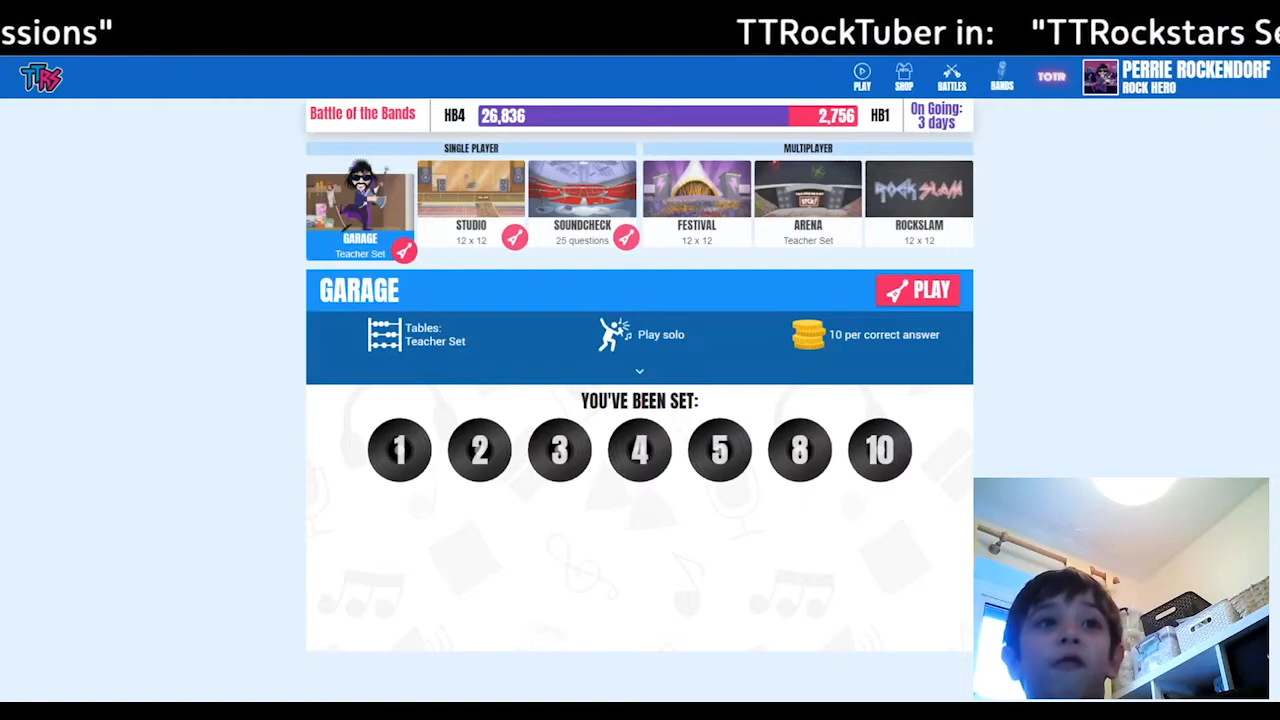 ssions" TTRockTuber in: "TTRockstars Se
TTRS
PLAY SHOP BATTLES BANDS TOTR PERRIE ROCKENDORF
ROCK HERO
Battle of the Bands HB4 26,836 2,756 HB1 On Going:
3 days
SINGLE PLAYER MULTIPLAYER
ROCK SLAM
GARAGE STUDIO SOUNDCHECK FESTIVAL ARENA ROCKSLAM
Teacher Set 12 x 12 25 questions 12 x 12 Teacher Set 12 x 12
GARAGE PLAY
Tables:
Teacher Set
Play solo
10 per correct answer
YOU'VE BEEN SET:
1 2 3 4 5 8 10